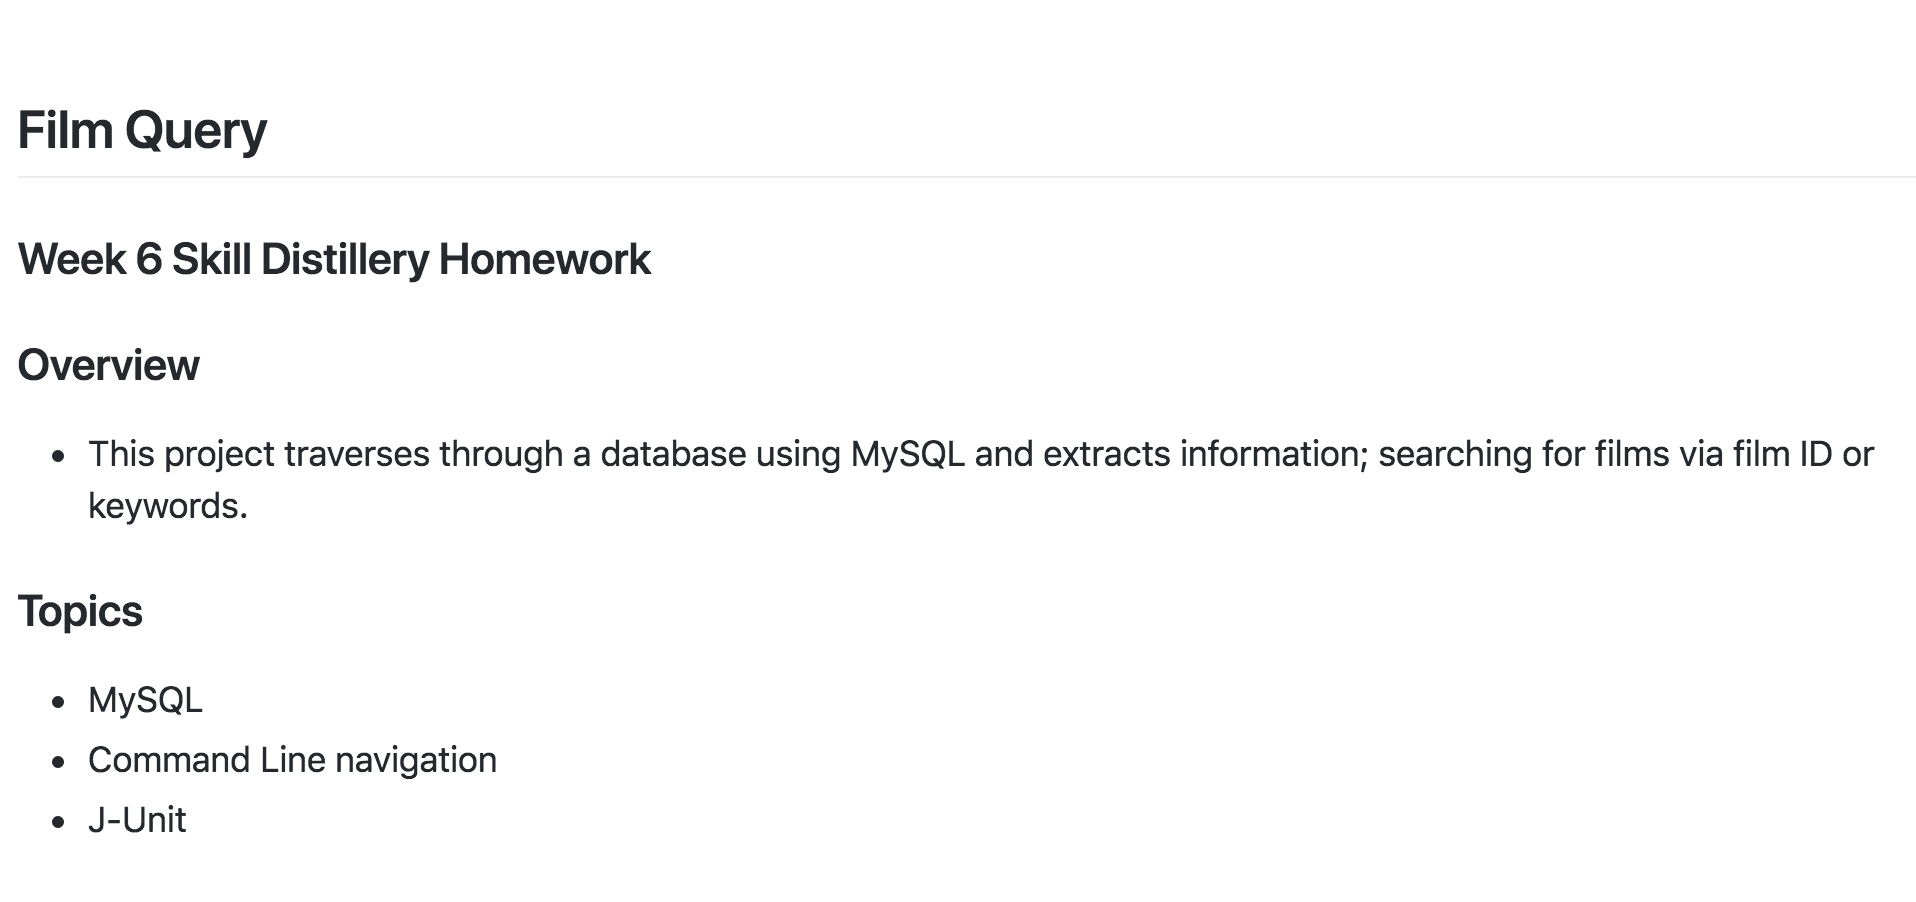 Film Query
Week 6 Skill Distillery Homework
Overview
This project traverses through a database using MySQL and extracts information; searching for films via film ID or
keywords.
Topics
MySQL
Command Line navigation
J-Unit